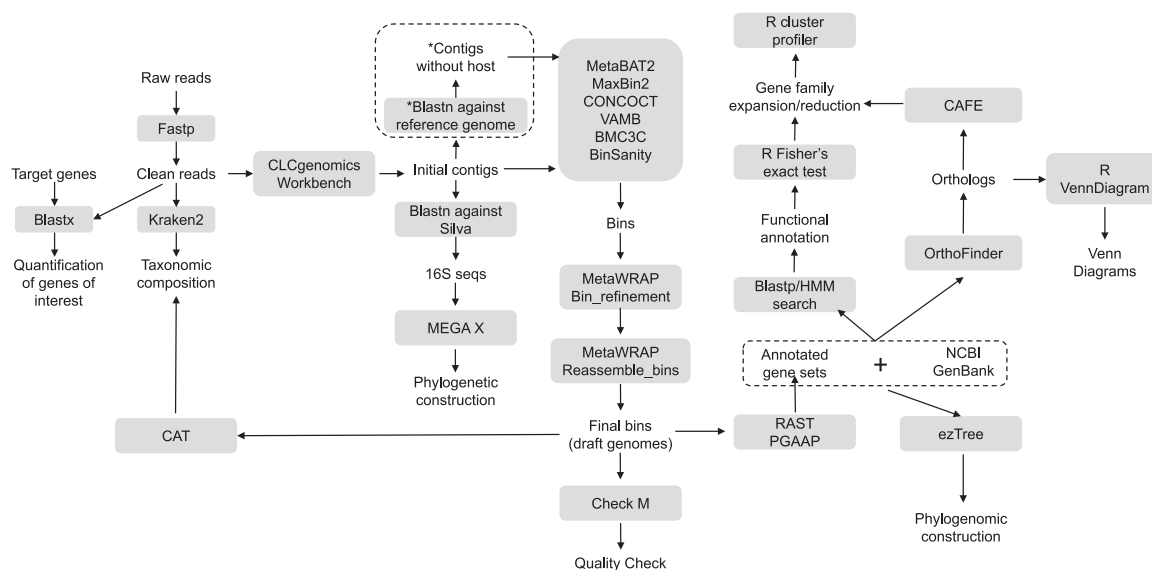 Raw reads
Fastp
Target genes
Clean reads
Blastx
Kraken2
Quantification
of genes of
interest
Taxonomic
composition
CAT
CLCgenomics
Workbench
*Contigs
without host
*Blastn against
reference genome
Initial contigs
Blastn against
Silva
16S seqs
MEGA X
Phylogenetic
construction
MetaBAT2
MaxBin2
CONCOCT
VAMB
BMC3C
BinSanity
Bins
MetaWRAP
Bin_refinement
MetaWRAP
Reassemble_bins
Final bins
(draft genomes)
Check M
Quality Check
R cluster
profiler
Gene family
expansion/reduction
CAFE
R Fisher's
exact test
Orthologs
R
VennDiagram
Functional
annotation
OrthoFinder
Venn
Diagrams
Blastp/HMM
search
Annotated
gene sets
+
NCBI
GenBank
RAST
PGAAP
ezTree
Phylogenomic
construction